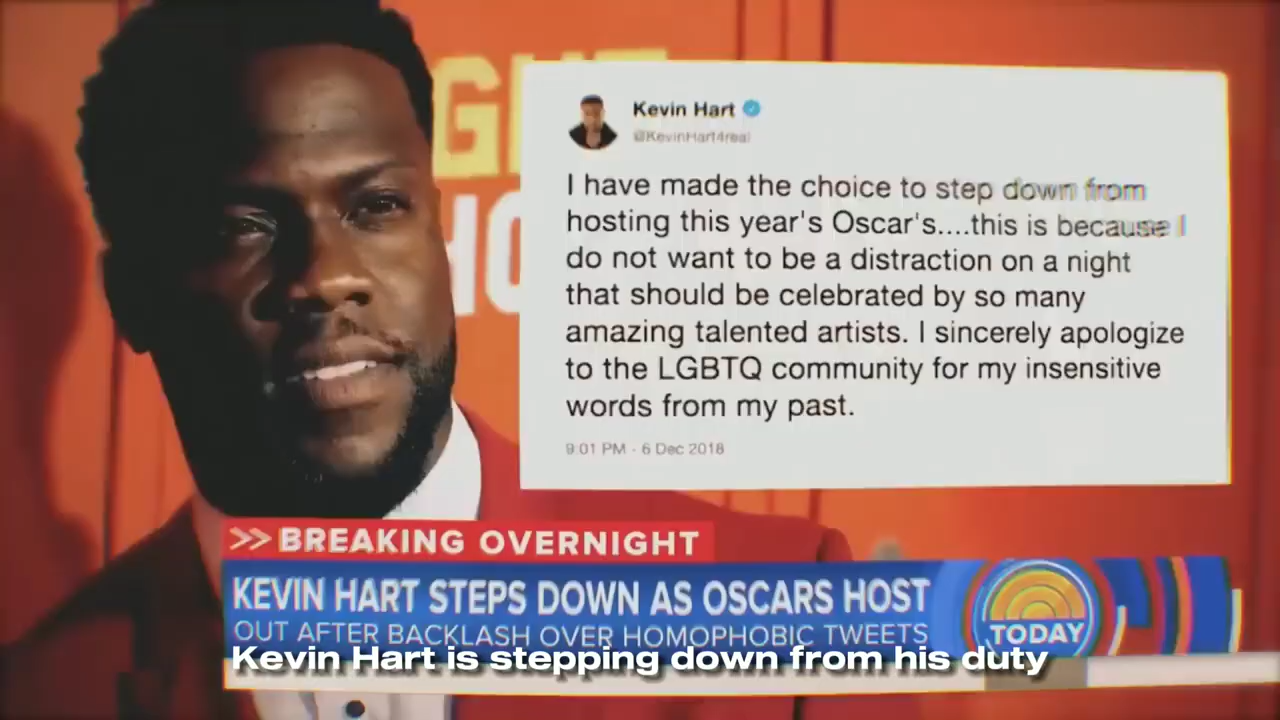 GHT
HO
Kevin Hart
@KevinHart4real
I have made the choice to step down from
hosting this year's Oscar's....this is because I
do not want to be a distraction on a night
that should be celebrated by so many
amazing talented artists. I sincerely apologize
to the LGBTQ community for my insensitive
words from my past.
9:01 PM - 6 Dec 2018
>> BREAKING OVERNIGHT
KEVIN HART STEPS DOWN AS OSCARS HOST
OUT AFTER BACKLASH OVER HOMOPHOBIC TWEETS
TODAY
Kevin Hart is stepping down from his duty